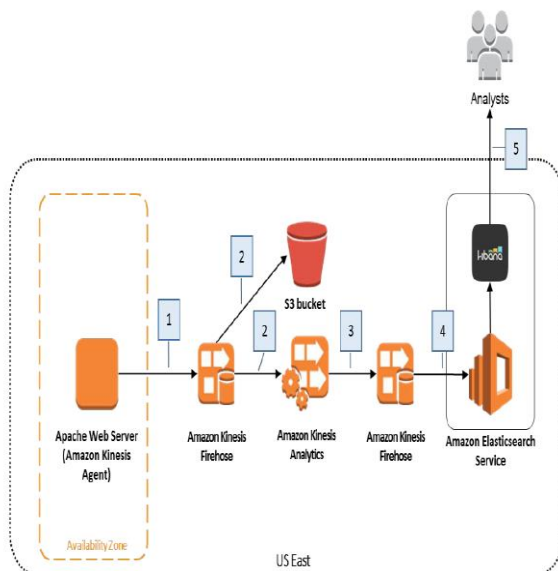 Analysts
5
2
S3 bucket
1
2
3
4
kibana
Apache Web Server
(Amazon Kinesis
Agent)
Amazon Kinesis
Firehose
Amazon Kinesis
Analytics
Amazon Kinesis
Firehose
Amazon Elasticsearch
Service
Availability Zone
US East